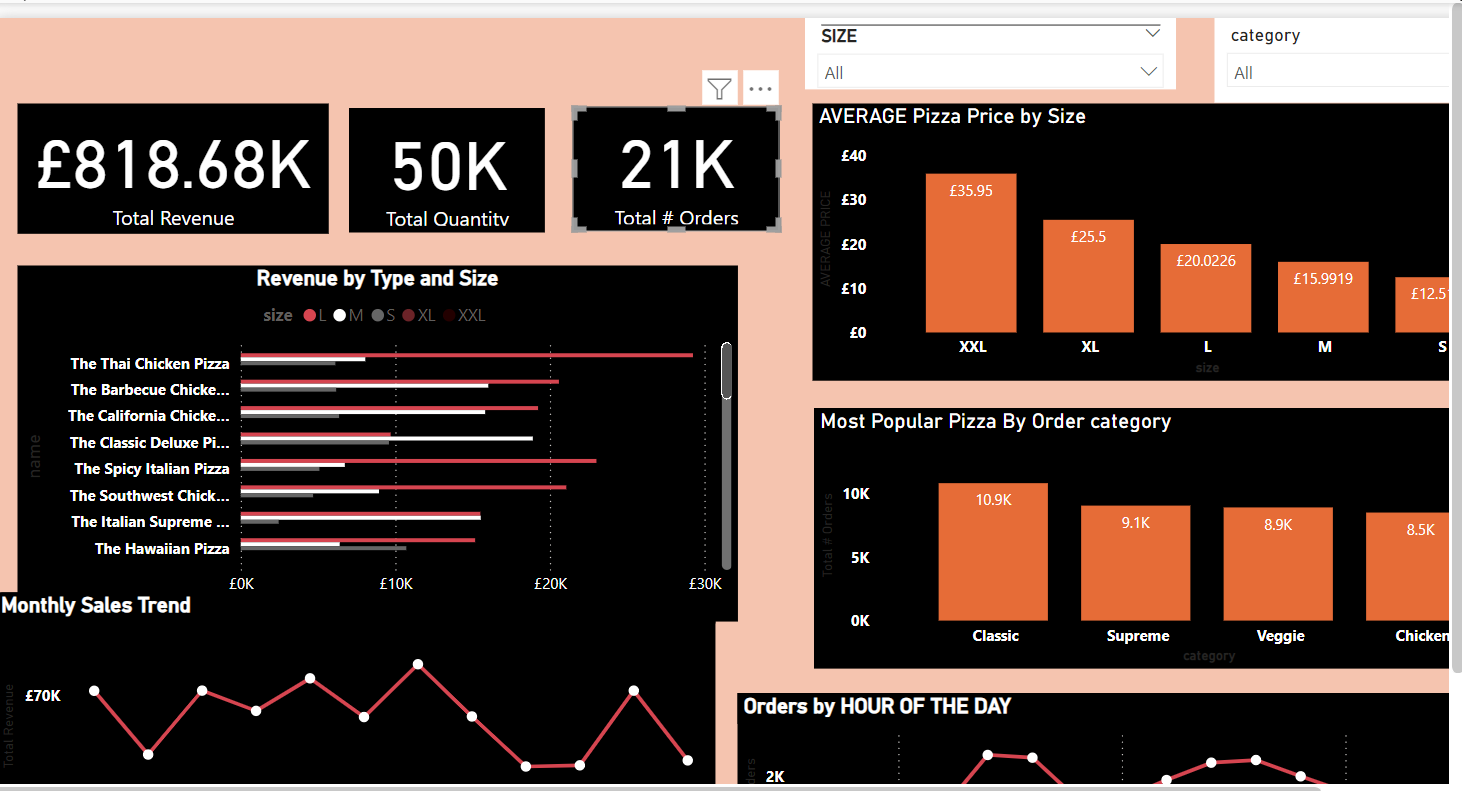 SIZE
All
category
All
£818.68K
Total Revenue
50K
Total Quantity
21K
Total # Orders
AVERAGE Pizza Price by Size
AVERAGE PRICE
£40
£30
£20
£10
£0
£35.95
£25.5
£20.0226
£15.9919
£12.5
XXL
XL
L
M
S
size
Revenue by Type and Size
size L M S XL XXL
name
The Thai Chicken Pizza
The Barbecue Chicke...
The California Chicke...
The Classic Deluxe Pi...
The Spicy Italian Pizza
The Southwest Chick...
The Italian Supreme ...
The Hawaiian Pizza
£0K
£10K
£20K
£30K
Most Popular Pizza By Order category
Total # Orders
10K
5K
0K
10.9K
9.1K
8.9K
8.5K
Classic
Supreme
Veggie
Chicken
category
Monthly Sales Trend
Total Revenue
£70K
Orders by HOUR OF THE DAY
2K